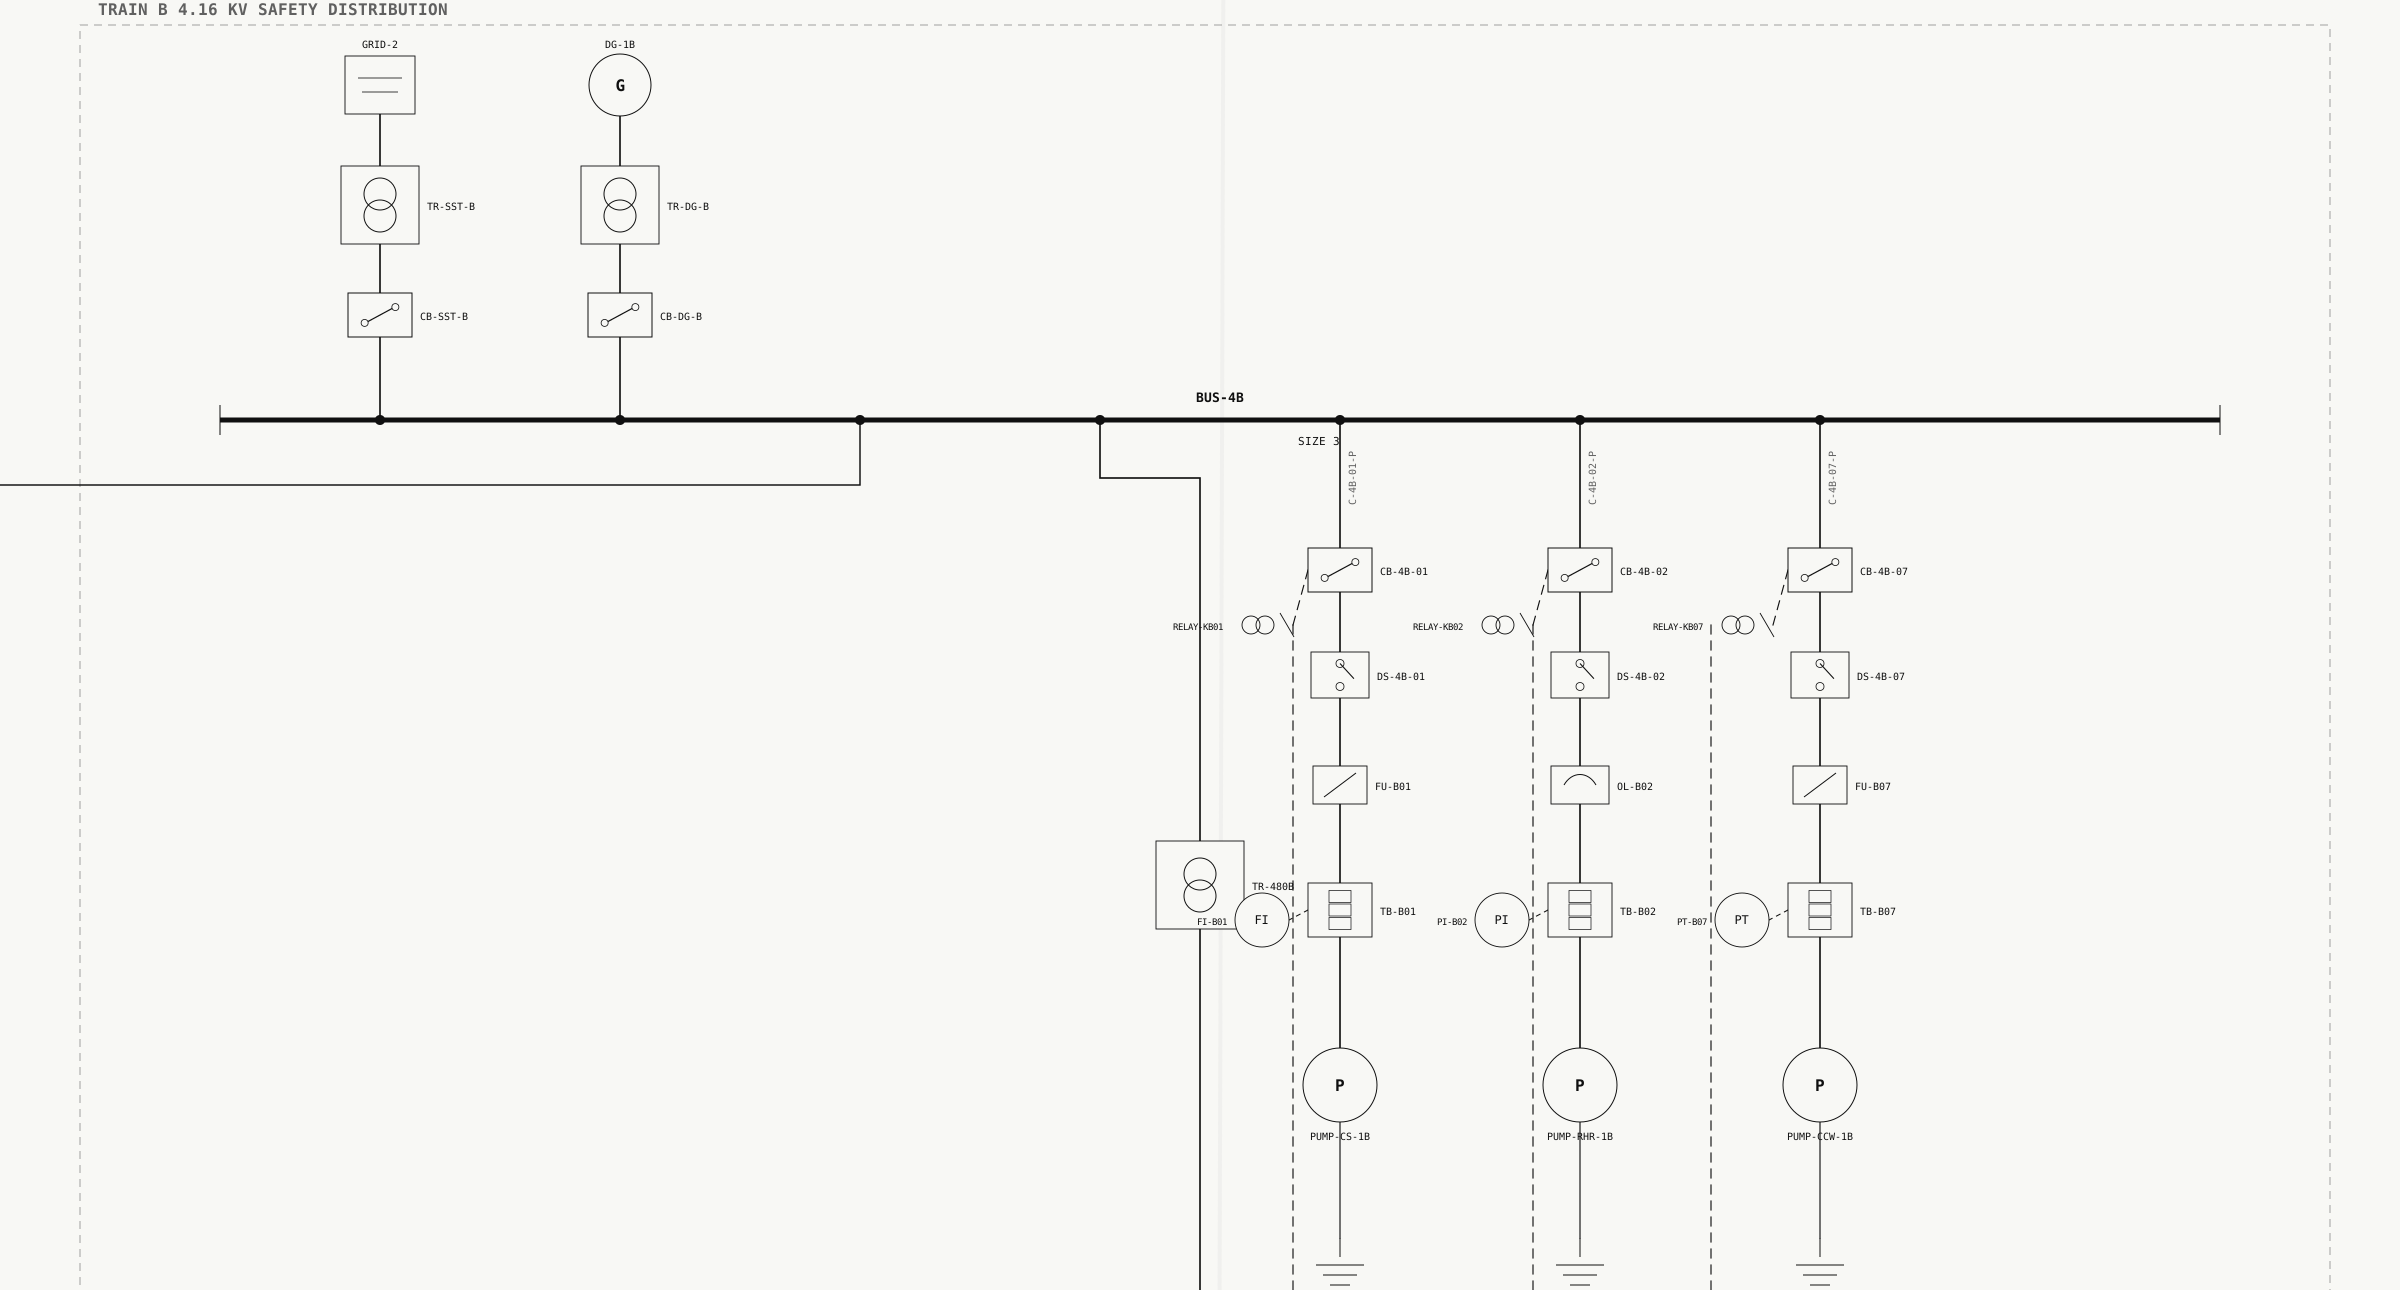 TRAIN B 4.16 KV SAFETY DISTRIBUTION
GRID-2
DG-1B
G
TR-SST-B
TR-DG-B
CB-SST-B
CB-DG-B
BUS-4B
SIZE 3
C-4B-01-P
C-4B-02-P
C-4B-07-P
CB-4B-01
CB-4B-02
CB-4B-07
RELAY-KB01
RELAY-KB02
RELAY-KB07
DS-4B-01
DS-4B-02
DS-4B-07
FU-B01
OL-B02
FU-B07
TR-480B
FI-B01
FI
TB-B01
PI-B02
PI
TB-B02
PT-B07
PT
TB-B07
P
P
P
PUMP-CS-1B
PUMP-RHR-1B
PUMP-CCW-1B